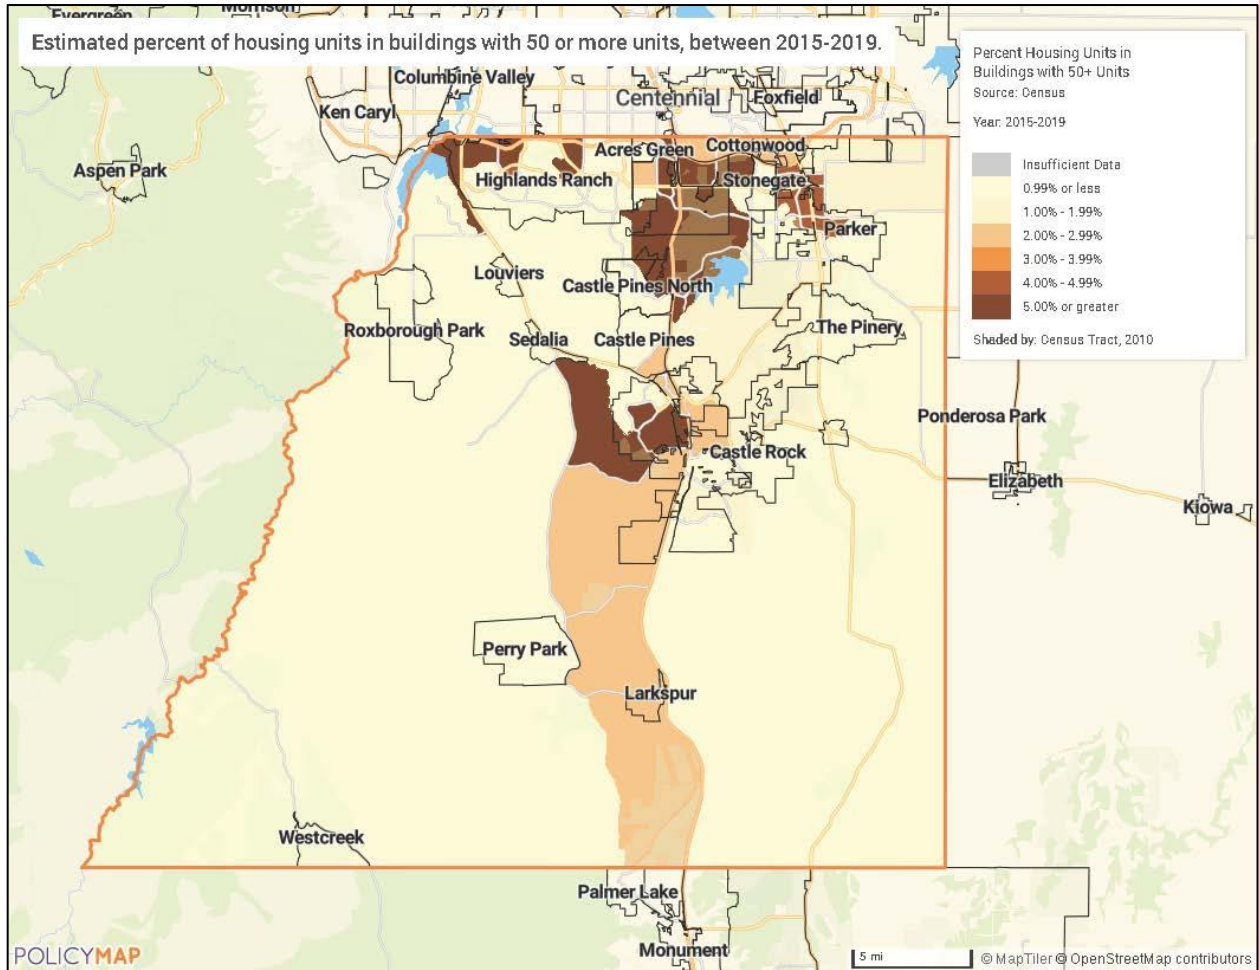 Evergreen
Morrison
Estimated percent of housing units in buildings with 50 or more units, between 2015-2019.
Percent Housing Units in
Buildings with 50+ Units
Source: Census
Year: 2015-2019
Insufficient Data
0.99% or less
1.00% - 1.99%
2.00% - 2.99%
3.00% - 3.99%
4.00% - 4.99%
5.00% or greater
Shaded by: Census Tract, 2010
Columbine Valley
Ken Caryl
Centennial
Foxfield
Aspen Park
Acres Green
Cottonwood
Highlands Ranch
Stonegate
Parker
Louviers
Castle Pines North
Roxborough Park
Sedalia
Castle Pines
The Pinery
Ponderosa Park
Castle Rock
Elizabeth
Kiowa
Perry Park
Larkspur
Westcreek
Palmer Lake
Monument
POLICYMAP
5 mi
© MapTiler © OpenStreetMap contributors